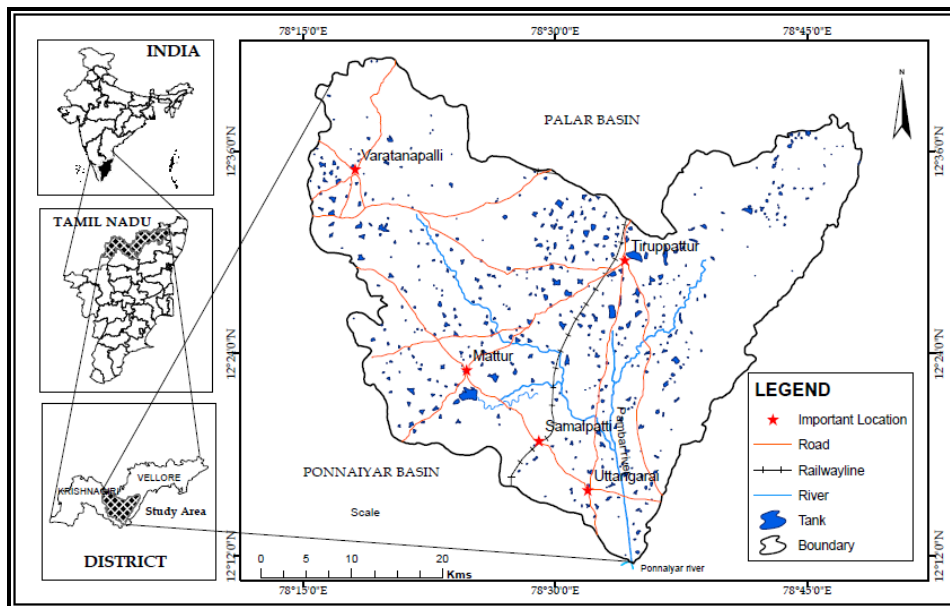 INDIA
TAMIL NADU
KRISHNAGIRI
VELLORE
Study Area
DISTRICT
78°15'0"E
78°30'0"E
78°45'0"E
N
PALAR BASIN
12°36'0"N
12°36'0"N
Varatanapalli
Tiruppattur
12°24'0"N
12°24'0"N
Mattur
Samalpatti
Pambar river
Uttangarai
PONNAIYAR BASIN
Scale
0 5 10 20
Kms
12°12'0"N
12°12'0"N
Ponnaiyar river
LEGEND
Important Location
Road
Railwayline
River
Tank
Boundary
78°15'0"E
78°30'0"E
78°45'0"E